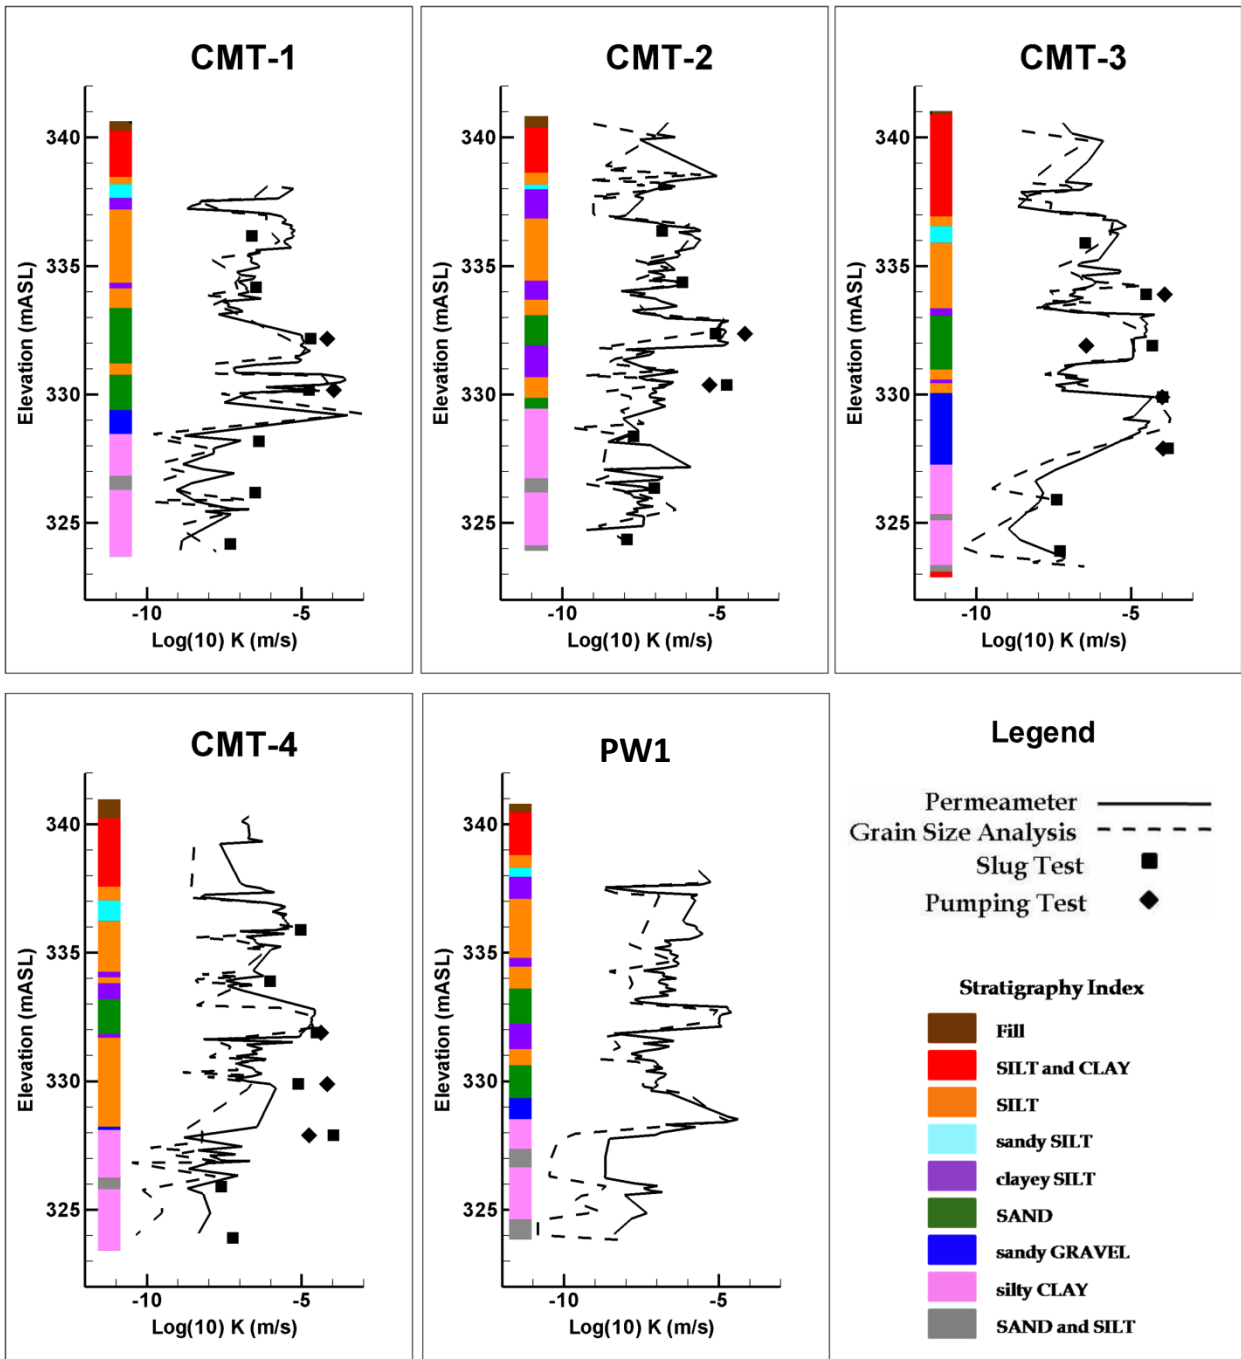 CMT-1
340
335
330
325
Elevation (mASL)
-10
-5
Log(10) K (m/s)
CMT-2
340
335
330
325
Elevation (mASL)
-10
-5
Log(10) K (m/s)
CMT-3
340
335
330
325
Elevation (mASL)
-10
-5
Log(10) K (m/s)
CMT-4
340
335
330
325
Elevation (mASL)
-10
-5
Log(10) K (m/s)
PW1
340
335
330
325
Elevation (mASL)
-10
-5
Log(10) K (m/s)
Legend
Permeameter
Grain Size Analysis
Slug Test
Pumping Test
Stratigraphy Index
Fill
SILT and CLAY
SILT
sandy SILT
clayey SILT
SAND
sandy GRAVEL
silty CLAY
SAND and SILT